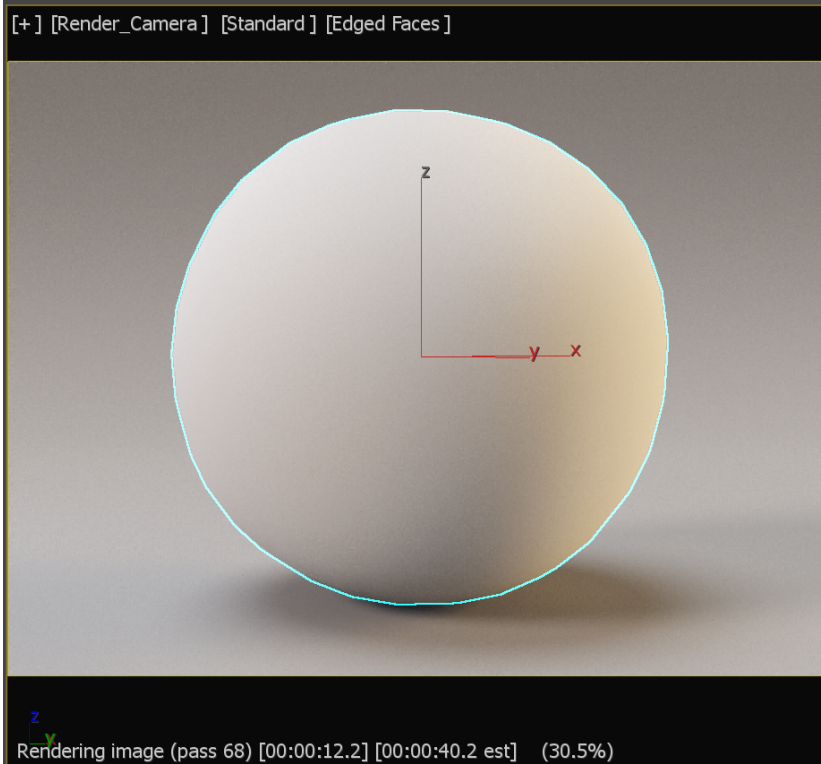 [+] [Render_Camera] [Standard] [Edged Faces]
z
y x
z
y
Rendering image (pass 68) [00:00:12.2] [00:00:40.2 est] (30.5%)